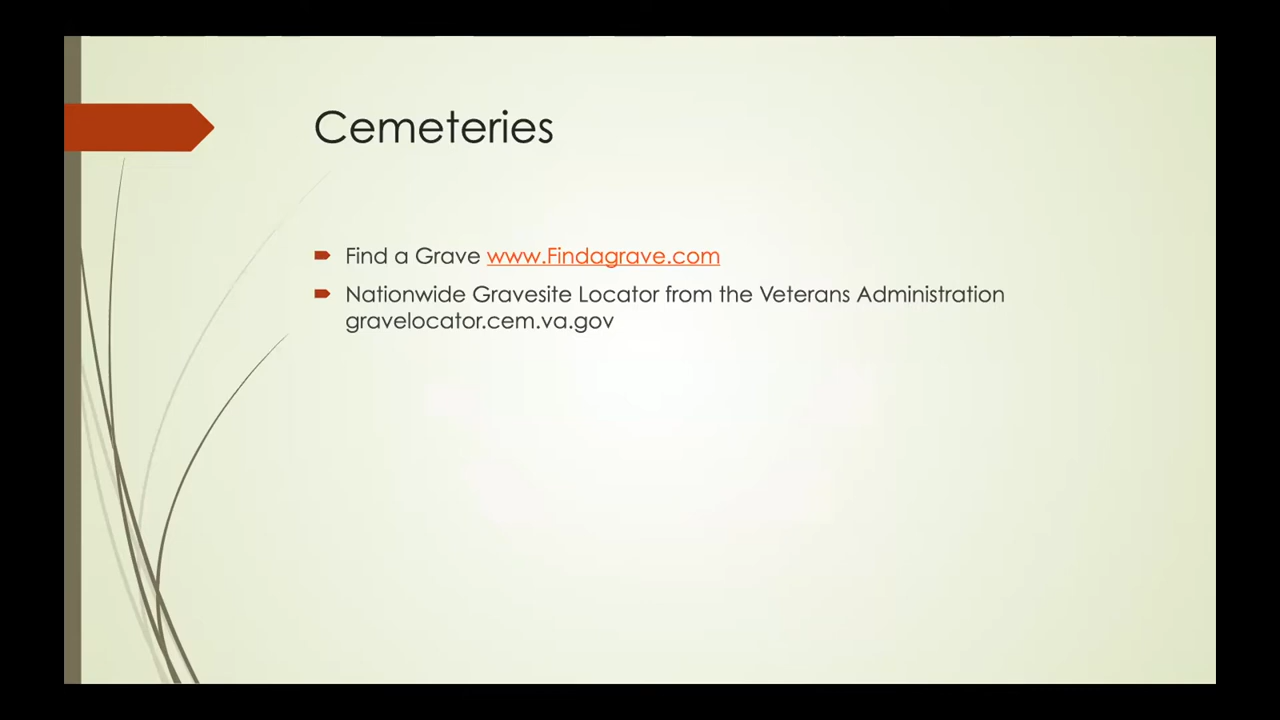 Cemeteries
Find a Grave www.Findagrave.com
Nationwide Gravesite Locator from the Veterans Administration
gravelocator.cem.va.gov